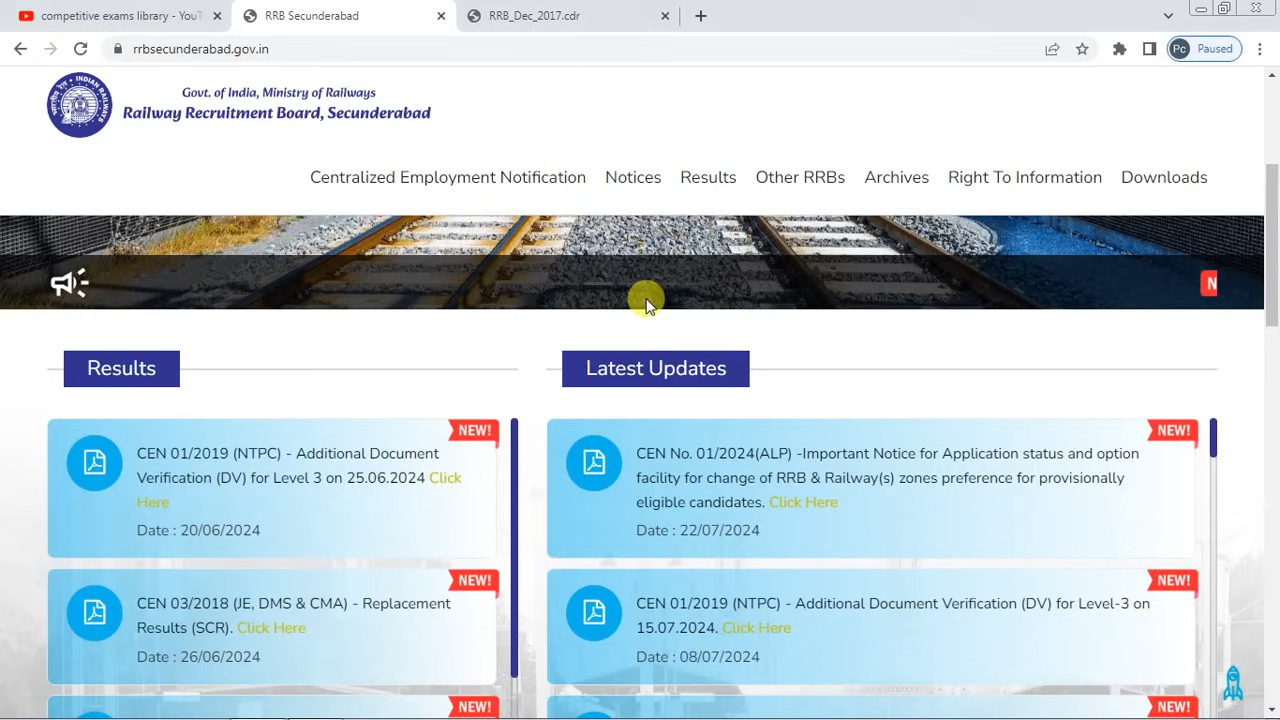 competitive exams library - YouT
RRB Secunderabad
RRB_Dec_2017.cdr
rrbsecunderabad.gov.in
Pc Paused
INDIAN RAILWAYS
Govt. of India, Ministry of Railways
Railway Recruitment Board, Secunderabad
Centralized Employment Notification Notices Results Other RRBs Archives Right To Information Downloads
N
Results
Latest Updates
NEW!
CEN 01/2019 (NTPC) - Additional Document
Verification (DV) for Level 3 on 25.06.2024 Click
Here
Date : 20/06/2024
NEW!
CEN 03/2018 (JE, DMS & CMA) - Replacement
Results (SCR). Click Here
Date : 26/06/2024
NEW!
NEW!
CEN No. 01/2024(ALP) -Important Notice for Application status and option
facility for change of RRB & Railway(s) zones preference for provisionally
eligible candidates. Click Here
Date : 22/07/2024
NEW!
CEN 01/2019 (NTPC) - Additional Document Verification (DV) for Level-3 on
15.07.2024. Click Here
Date : 08/07/2024
NEW!